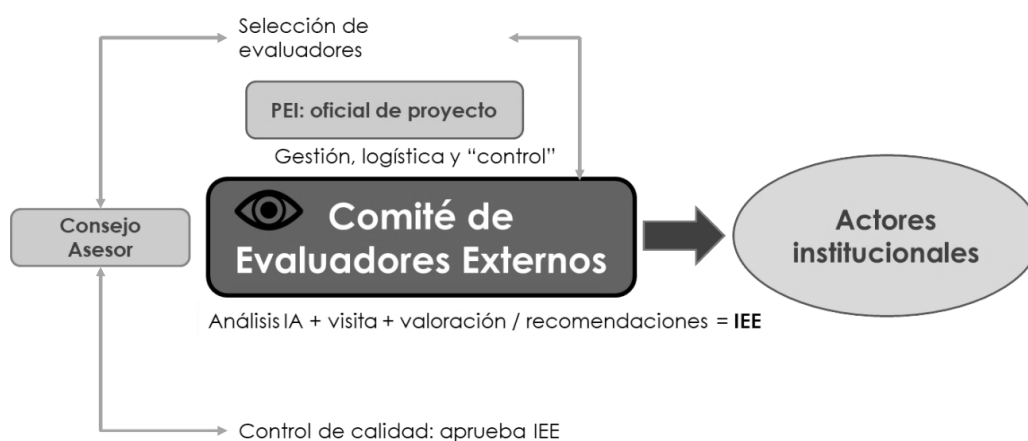 Selección de
evaluadores
PEI: oficial de proyecto
Gestión, logística y “control”
Consejo
Asesor
Comité de
Evaluadores Externos
Actores
institucionales
Análisis IA + visita + valoración / recomendaciones = IEE
Control de calidad: aprueba IEE